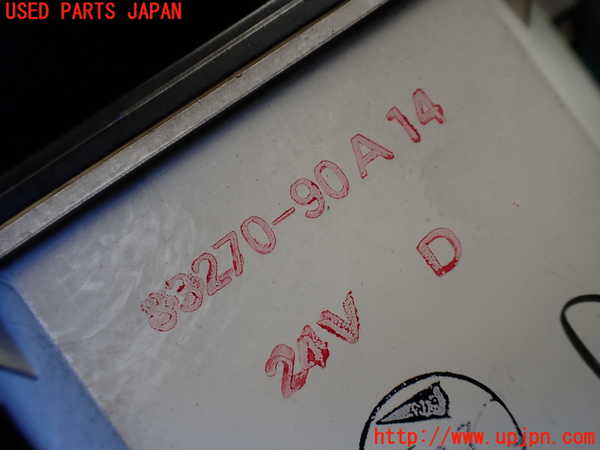 USED PARTS JAPAN
83270-90A14
24V D
http://www.upjpn.com/